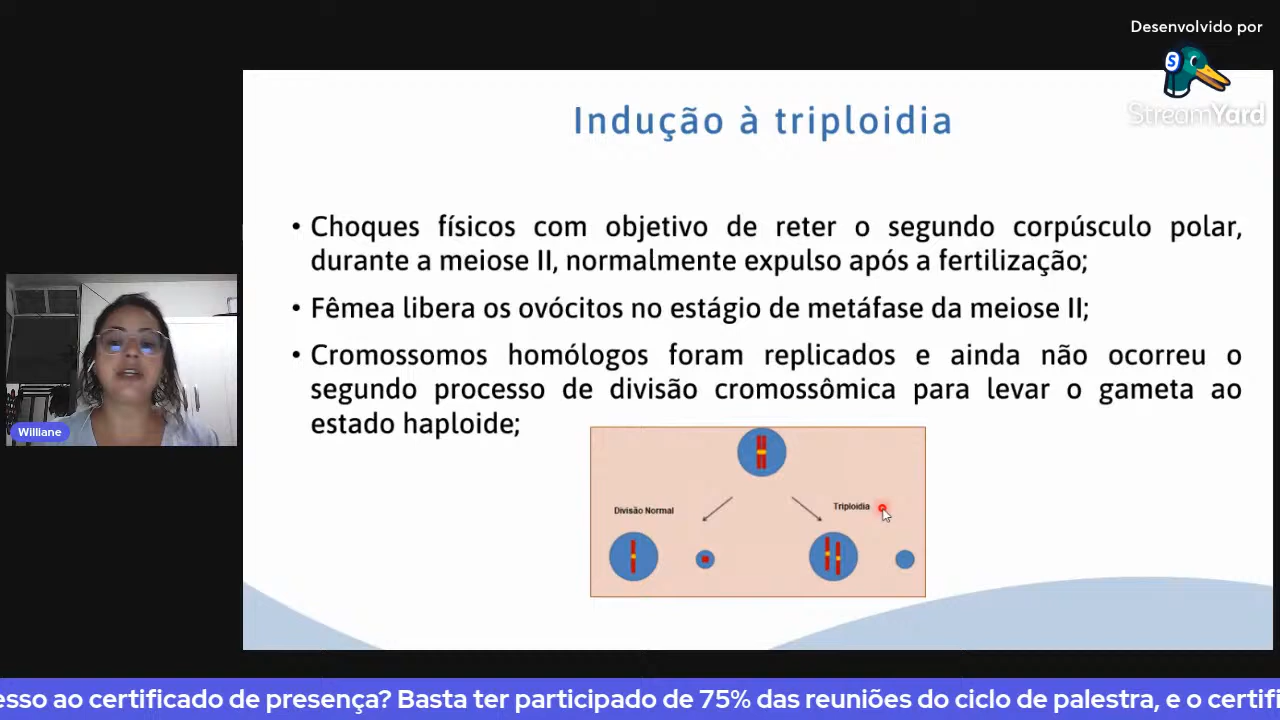 Desenvolvido por
S
StreamYard
Indução à triploidia
• Choques físicos com objetivo de reter o segundo corpúsculo polar,
durante a meiose II, normalmente expulso após a fertilização;
• Fêmea libera os ovócitos no estágio de metáfase da meiose II;
• Cromossomos homólogos foram replicados e ainda não ocorreu o
segundo processo de divisão cromossômica para levar o gameta ao
estado haploide;
Divisão Normal
Triploidia
Williane
esso ao certificado de presença? Basta ter participado de 75% das reuniões do ciclo de palestra, e o certifi